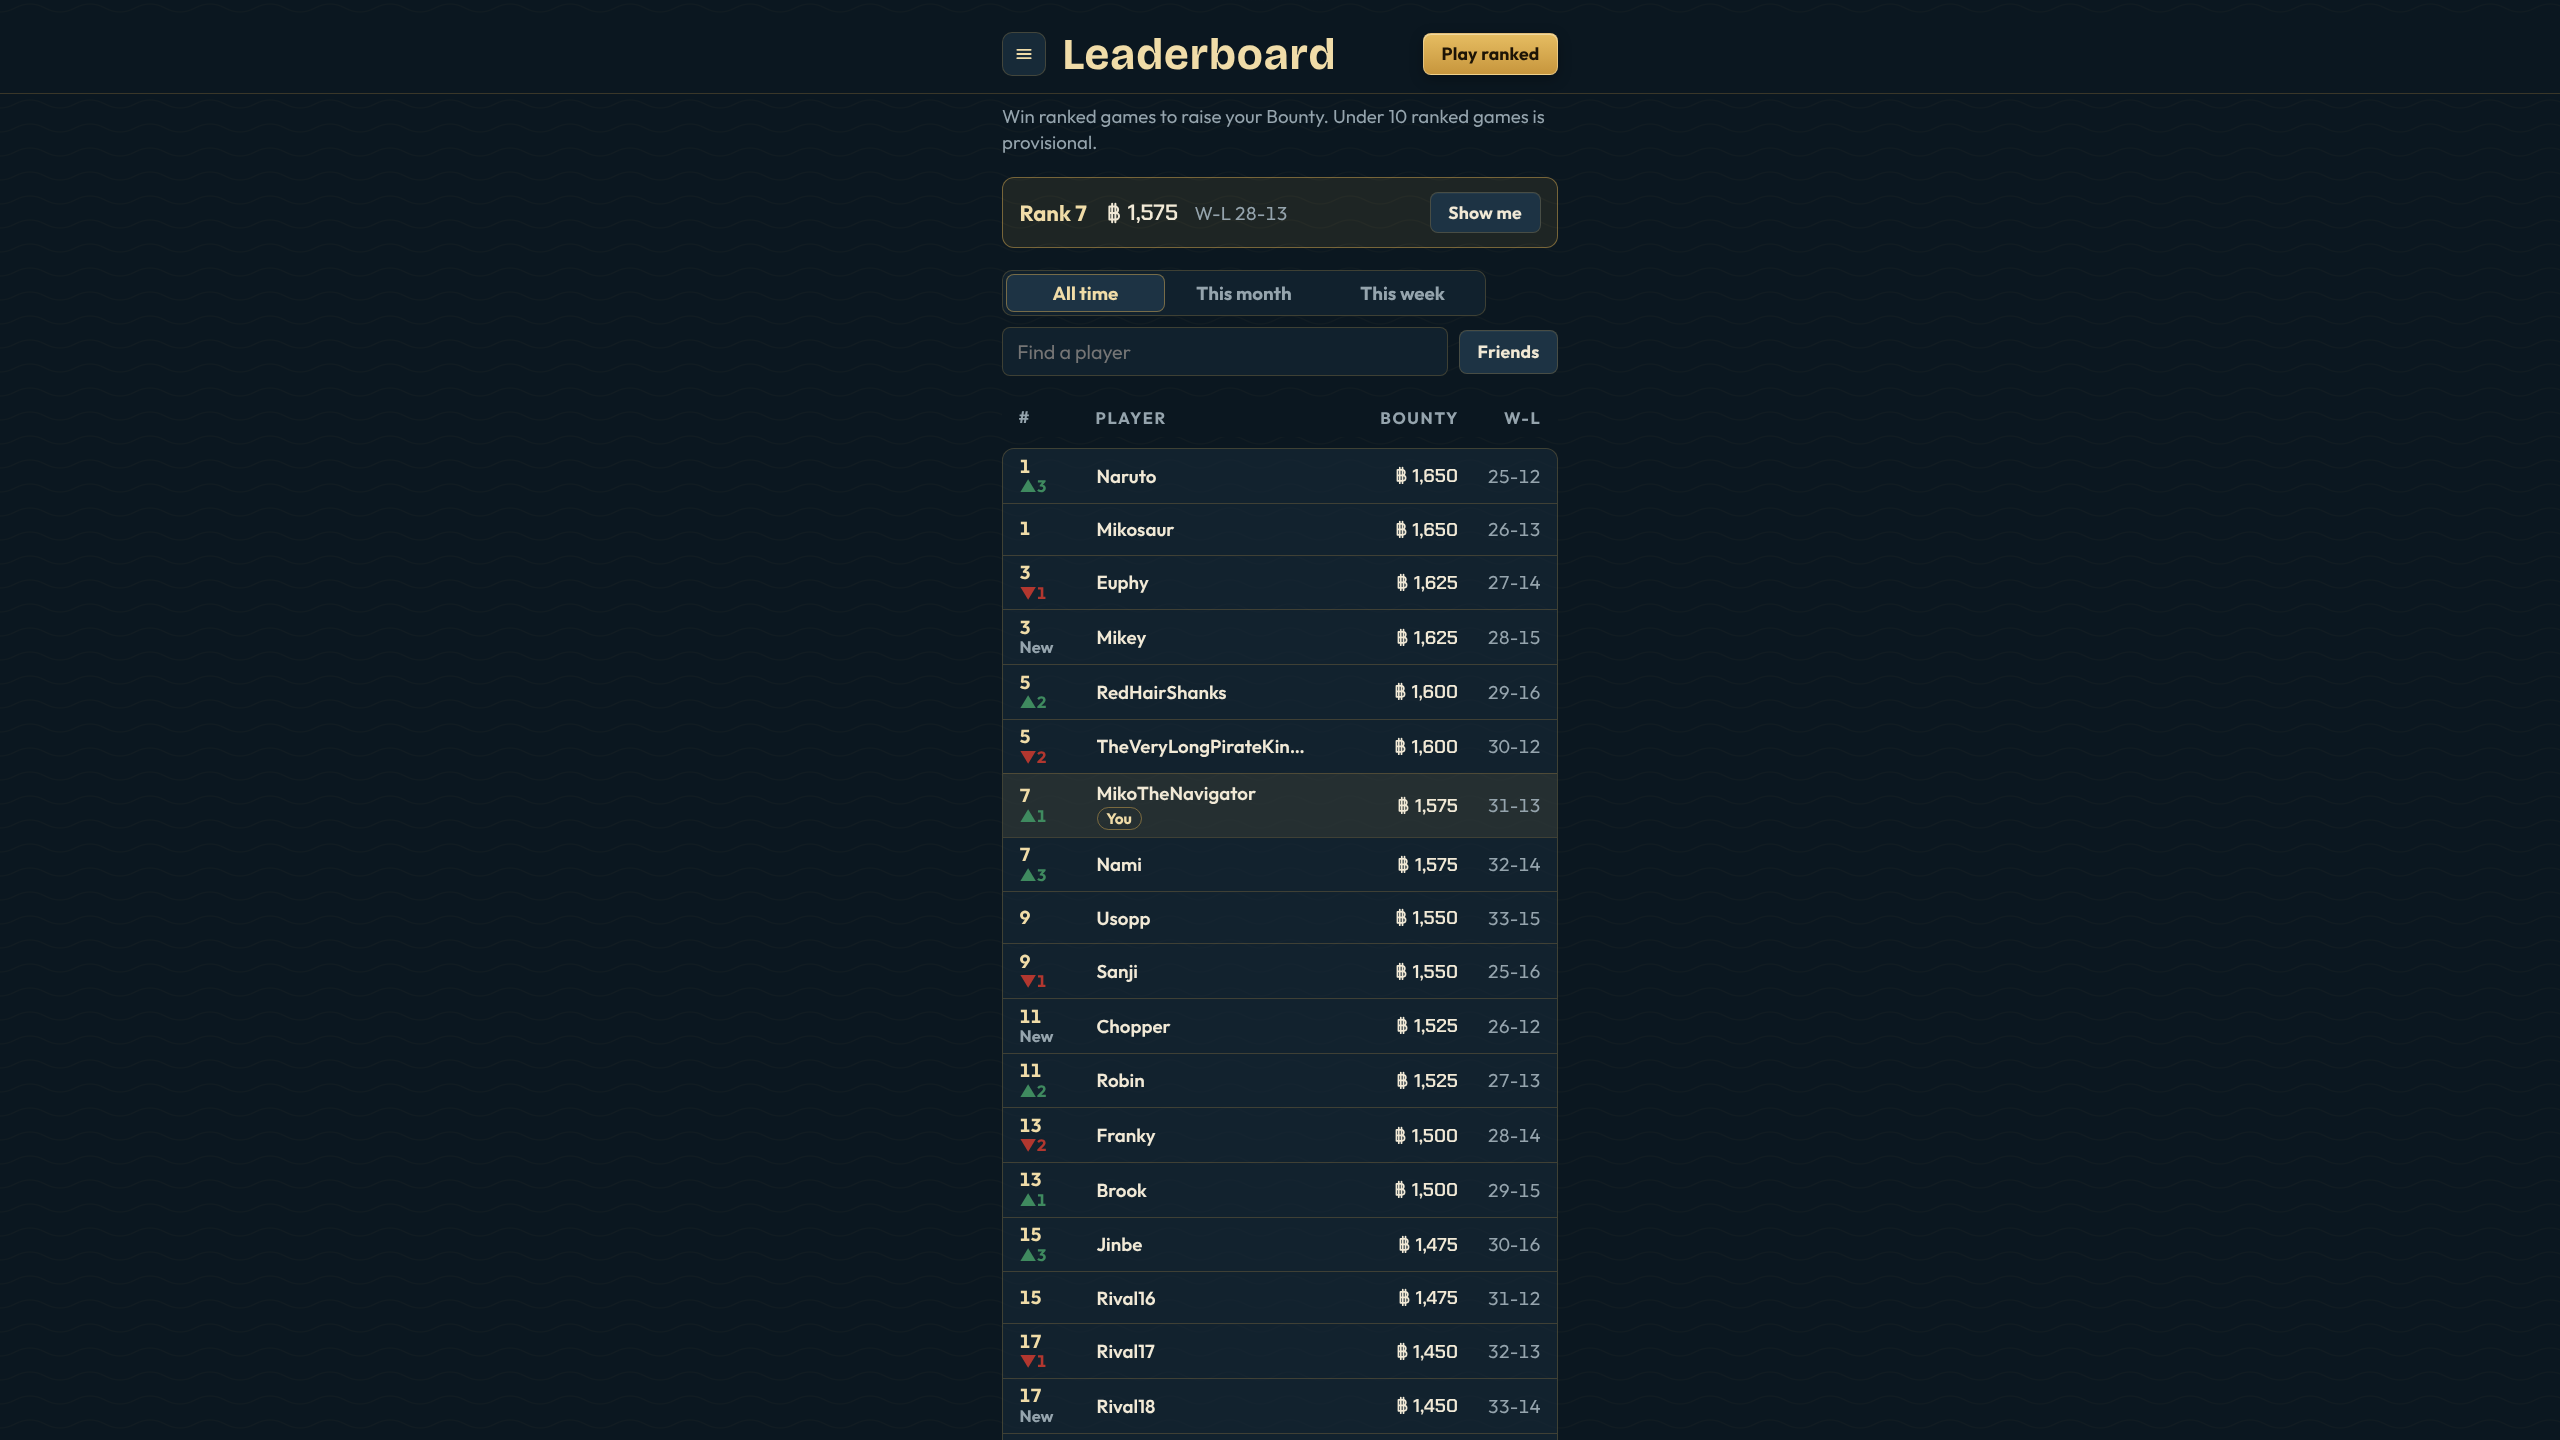 Leaderboard
Play ranked
Win ranked games to raise your Bounty. Under 10 ranked games is
provisional.
Rank 7 ฿ 1,575 W-L 28-13
Show me
All time This month This week
Find a player
Friends
# PLAYER BOUNTY W-L
1 ▲3 Naruto ฿ 1,650 25-12
1 Mikosaur ฿ 1,650 26-13
3 ▼1 Euphy ฿ 1,625 27-14
3 New Mikey ฿ 1,625 28-15
5 ▲2 RedHairShanks ฿ 1,600 29-16
5 ▼2 TheVeryLongPirateKin... ฿ 1,600 30-12
7 ▲1 MikoTheNavigator You ฿ 1,575 31-13
7 ▲3 Nami ฿ 1,575 32-14
9 Usopp ฿ 1,550 33-15
9 ▼1 Sanji ฿ 1,550 25-16
11 New Chopper ฿ 1,525 26-12
11 ▲2 Robin ฿ 1,525 27-13
13 ▼2 Franky ฿ 1,500 28-14
13 ▲1 Brook ฿ 1,500 29-15
15 ▲3 Jinbe ฿ 1,475 30-16
15 Rival16 ฿ 1,475 31-12
17 ▼1 Rival17 ฿ 1,450 32-13
17 New Rival18 ฿ 1,450 33-14